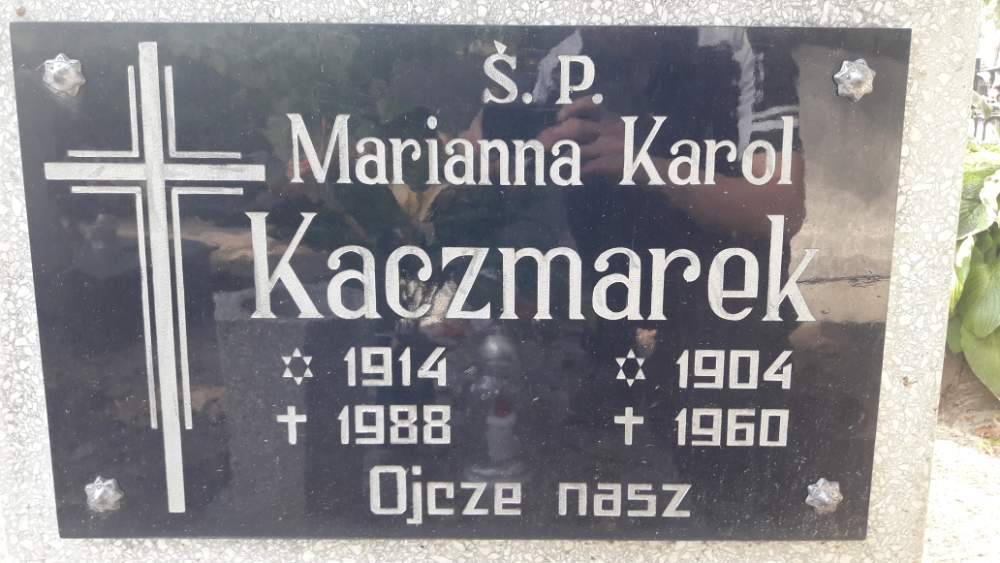 Ś. P.
Marianna Karol
Kaczmarek
✡ 1914 ✡ 1904
✝ 1988 ✝ 1960
Ojcze nasz